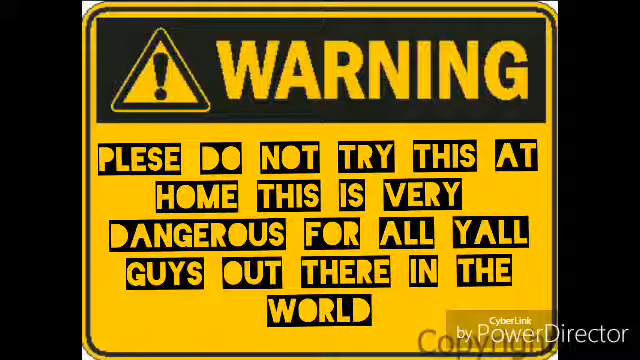 WARNING
PLESE DO NOT TRY THIS AT
HOME THIS IS VERY
DANGEROUS FOR ALL YALL
GUYS OUT THERE IN THE
WORLD
CyberLink
by PowerDirector